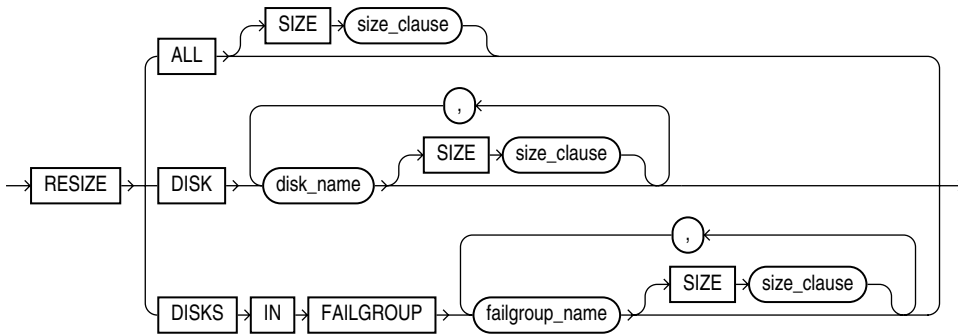 SIZE size_clause
ALL
,
SIZE size_clause
RESIZE DISK disk_name
,
SIZE size_clause
DISKS IN FAILGROUP failgroup_name